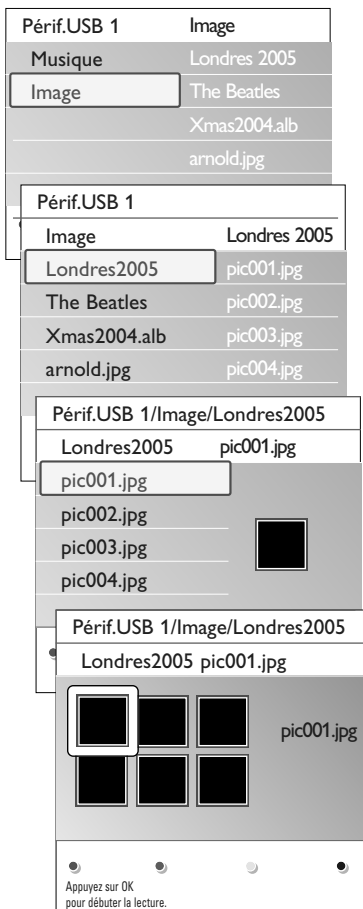 Périf.USB 1 Image
Musique Londres 2005
Image The Beatles
Xmas2004.alb
arnold.jpg
Périf.USB 1
Image Londres 2005
Londres2005 pic001.jpg
The Beatles pic002.jpg
Xmas2004.alb pic003.jpg
arnold.jpg pic004.jpg
Périf.USB 1/Image/Londres2005
Londres2005 pic001.jpg
pic001.jpg
pic002.jpg
pic003.jpg
pic004.jpg
Périf.USB 1/Image/Londres2005
Londres2005 pic001.jpg
pic001.jpg
Appuyez sur OK
pour débuter la lecture.